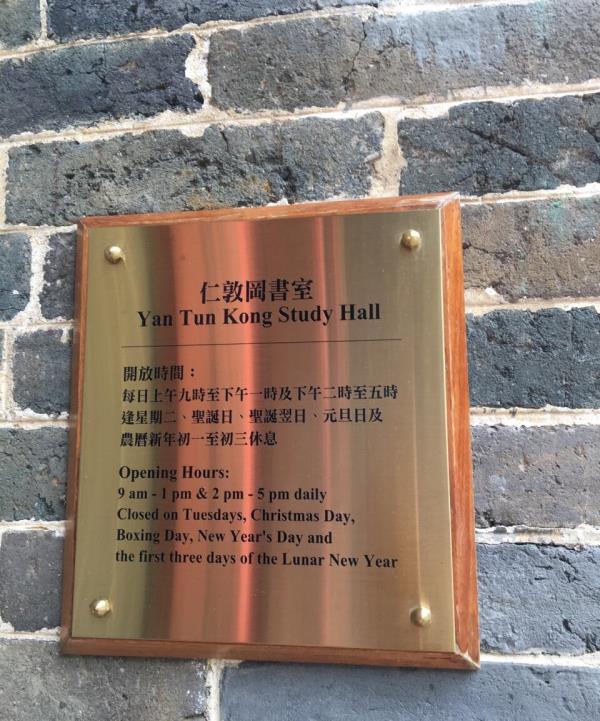 仁敦岡書室
Yan Tun Kong Study Hall
開放時間：
每日上午九時至下午一時及下午二時至五時
逢星期二、聖誕日、聖誕翌日、元旦日及
農曆新年初一至初三休息
Opening Hours:
9 am - 1 pm & 2 pm - 5 pm daily
Closed on Tuesdays, Christmas Day,
Boxing Day, New Year's Day and
the first three days of the Lunar New Year